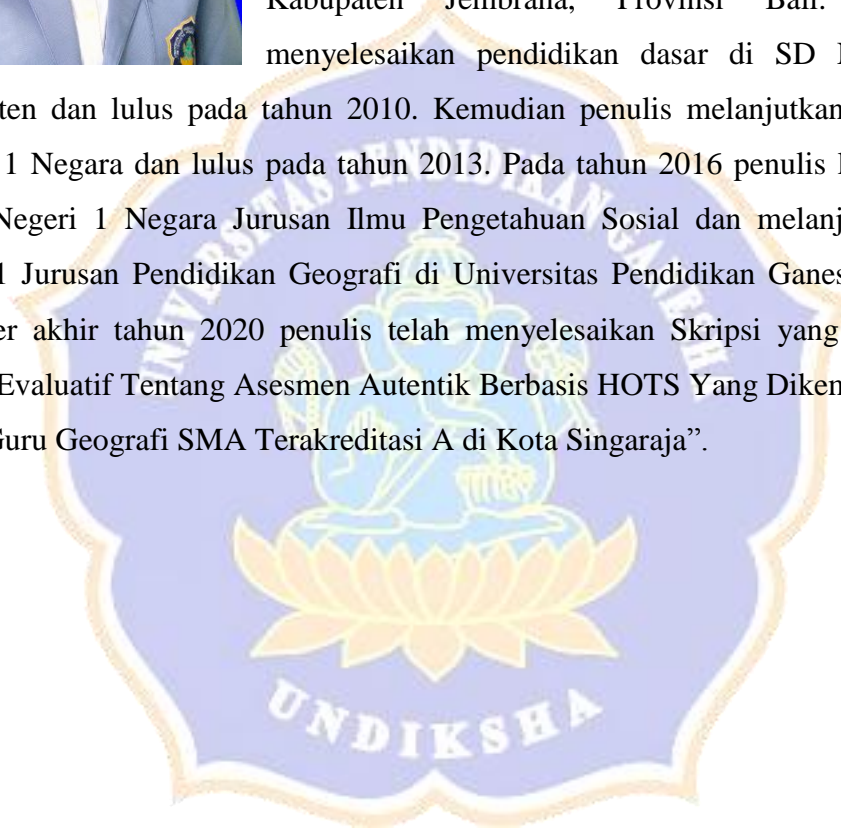 Kabupaten Jembrana, Provinsi Bali.
menyelesaikan pendidikan dasar di SD
ten dan lulus pada tahun 2010. Kemudian penulis melanjutkan
1 Negara dan lulus pada tahun 2013. Pada tahun 2016 penulis
Negeri 1 Negara Jurusan Ilmu Pengetahuan Sosial dan melanj
1 Jurusan Pendidikan Geografi di Universitas Pendidikan Ganes
er akhir tahun 2020 penulis telah menyelesaikan Skripsi yang
Evaluatif Tentang Asesmen Autentik Berbasis HOTS Yang Diken
Guru Geografi SMA Terakreditasi A di Kota Singaraja”.
UNIVERSITAS PENDIDIKAN GANESH
UNDIKSHA